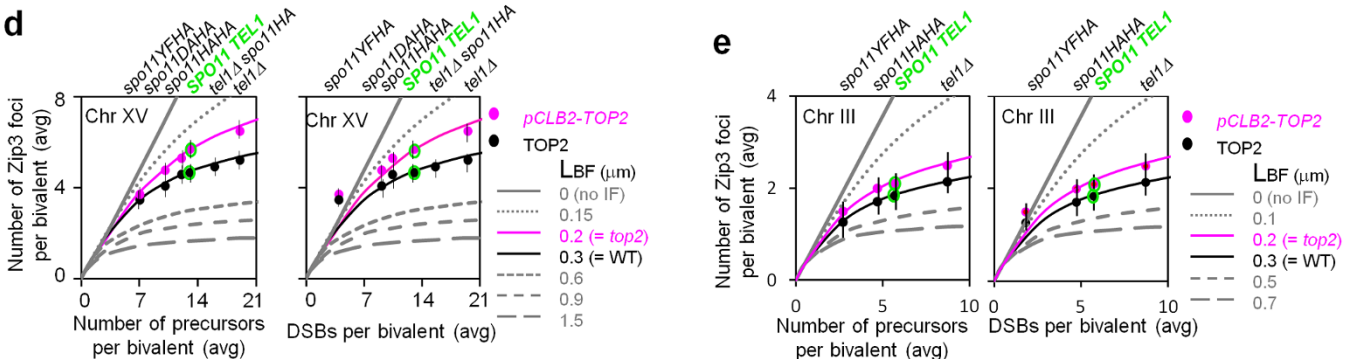 d
spo11YFHA
spo11DAHA
spo11HAHA
SPO11 TEL1
tel1Δ spo11HA
tel1Δ
Number of Zip3 foci
per bivalent (avg)
8
4
0
Chr XV
0
7
14
21
Number of precursors
per bivalent (avg)
spo11YFHA
spo11DAHA
spo11HAHA
SPO11 TEL1
tel1Δ spo11HA
tel1Δ
Chr XV
0
7
14
21
DSBs per bivalent (avg)
pCLB2-TOP2
TOP2
LBF (μm)
0 (no IF)
0.15
0.2 (= top2)
0.3 (= WT)
0.6
0.9
1.5
e
spo11YFHA
spo11HAHA
SPO11 TEL1
tel1Δ
Number of Zip3 foci
per bivalent (avg)
4
2
0
Chr III
0
5
10
Number of precursors
per bivalent (avg)
spo11YFHA
spo11HAHA
SPO11 TEL1
tel1Δ
Chr III
0
5
10
DSBs per bivalent (avg)
pCLB2-TOP2
TOP2
LBF (μm)
0 (no IF)
0.1
0.2 (= top2)
0.3 (= WT)
0.5
0.7